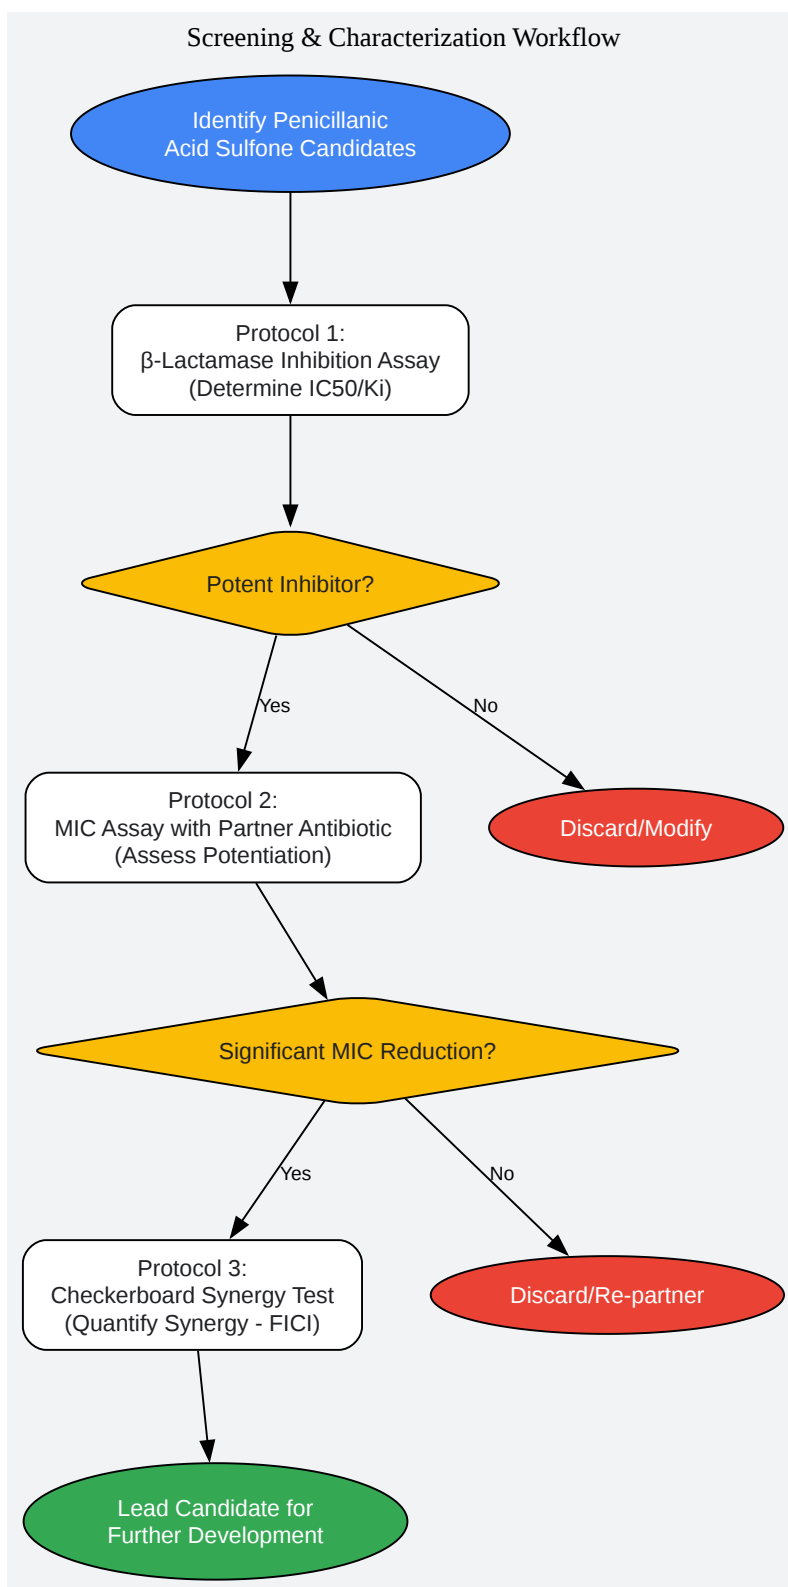 Screening & Characterization Workflow
Identify Penicillanic
Acid Sulfone Candidates
Protocol 1:
β-Lactamase Inhibition Assay
(Determine IC50/Ki)
Potent Inhibitor?
Yes
No
Protocol 2:
MIC Assay with Partner Antibiotic
(Assess Potentiation)
Discard/Modify
Significant MIC Reduction?
Yes
No
Protocol 3:
Checkerboard Synergy Test
(Quantify Synergy - FICI)
Discard/Re-partner
Lead Candidate for
Further Development